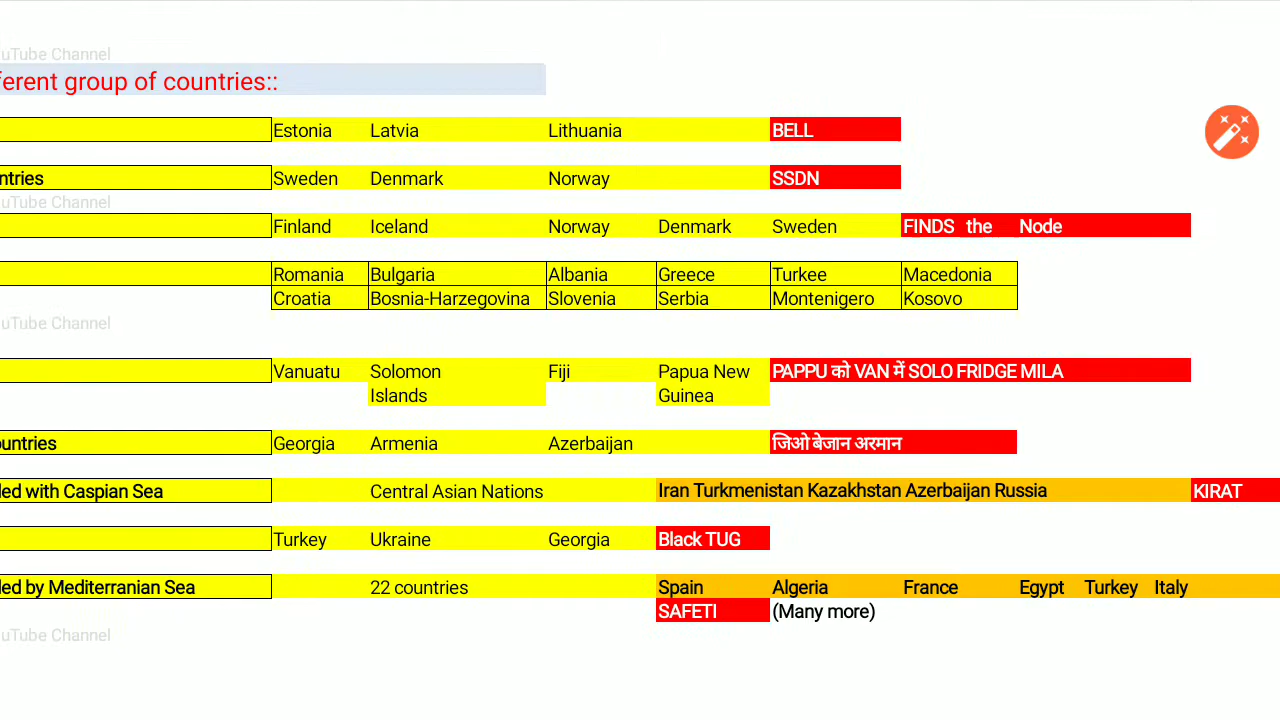 uTube Channel
ferent group of countries::
Estonia Latvia Lithuania BELL
ntries Sweden Denmark Norway SSDN
uTube Channel
Finland Iceland Norway Denmark Sweden FINDS the Node
Romania Bulgaria Albania Greece Turkee Macedonia
Croatia Bosnia-Harzegovina Slovenia Serbia Montenigero Kosovo
uTube Channel
Vanuatu Solomon Fiji Papua New PAPPU को VAN में SOLO FRIDGE MILA
Islands Guinea
ountries Georgia Armenia Azerbaijan जिओ बेजान अरमान
led with Caspian Sea Central Asian Nations Iran Turkmenistan Kazakhstan Azerbaijan Russia KIRAT
Turkey Ukraine Georgia Black TUG
led by Mediterranian Sea 22 countries Spain Algeria France Egypt Turkey Italy
SAFETI (Many more)
uTube Channel